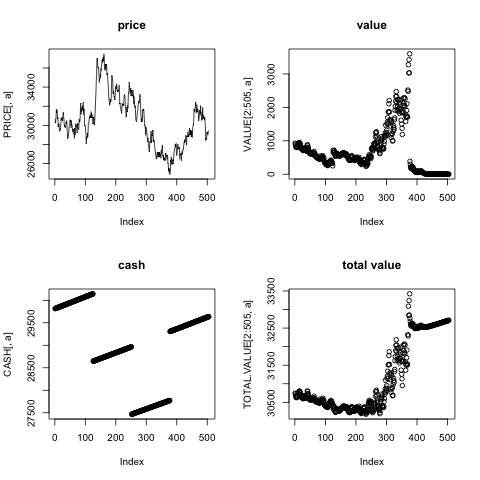 price
PRICE[, a]
26000 30000 34000
0 100 200 300 400 500
Index
value
VALUE[2:505, a]
0 1000 2000 3000
0 100 200 300 400 500
Index
cash
CASH[, a]
27500 28500 29500
0 100 200 300 400 500
Index
total value
TOTAL.VALUE[2:505, a]
30500 31500 32500 33500
0 100 200 300 400 500
Index